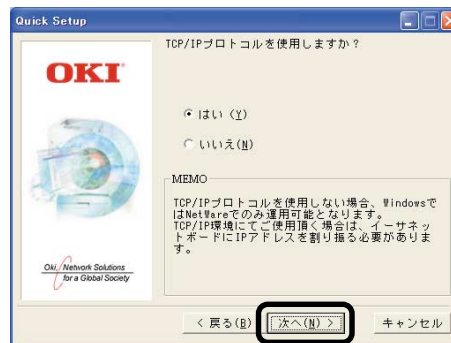 Quick Setup
TCP/IPプロトコルを使用しますか？
OKI
はい (Y)
いいえ(N)
MEMO
TCP/IPプロトコルを使用しない場合、Windowsで
はNetWareでのみ運用可能となります。
TCP/IP環境にてご使用頂く場合は、イーサネッ
トボードにIPアドレスを割り振る必要がありま
す。
Oki, Network Solutions
for a Global Society
< 戻る(B)
次へ(N) >
キャンセル